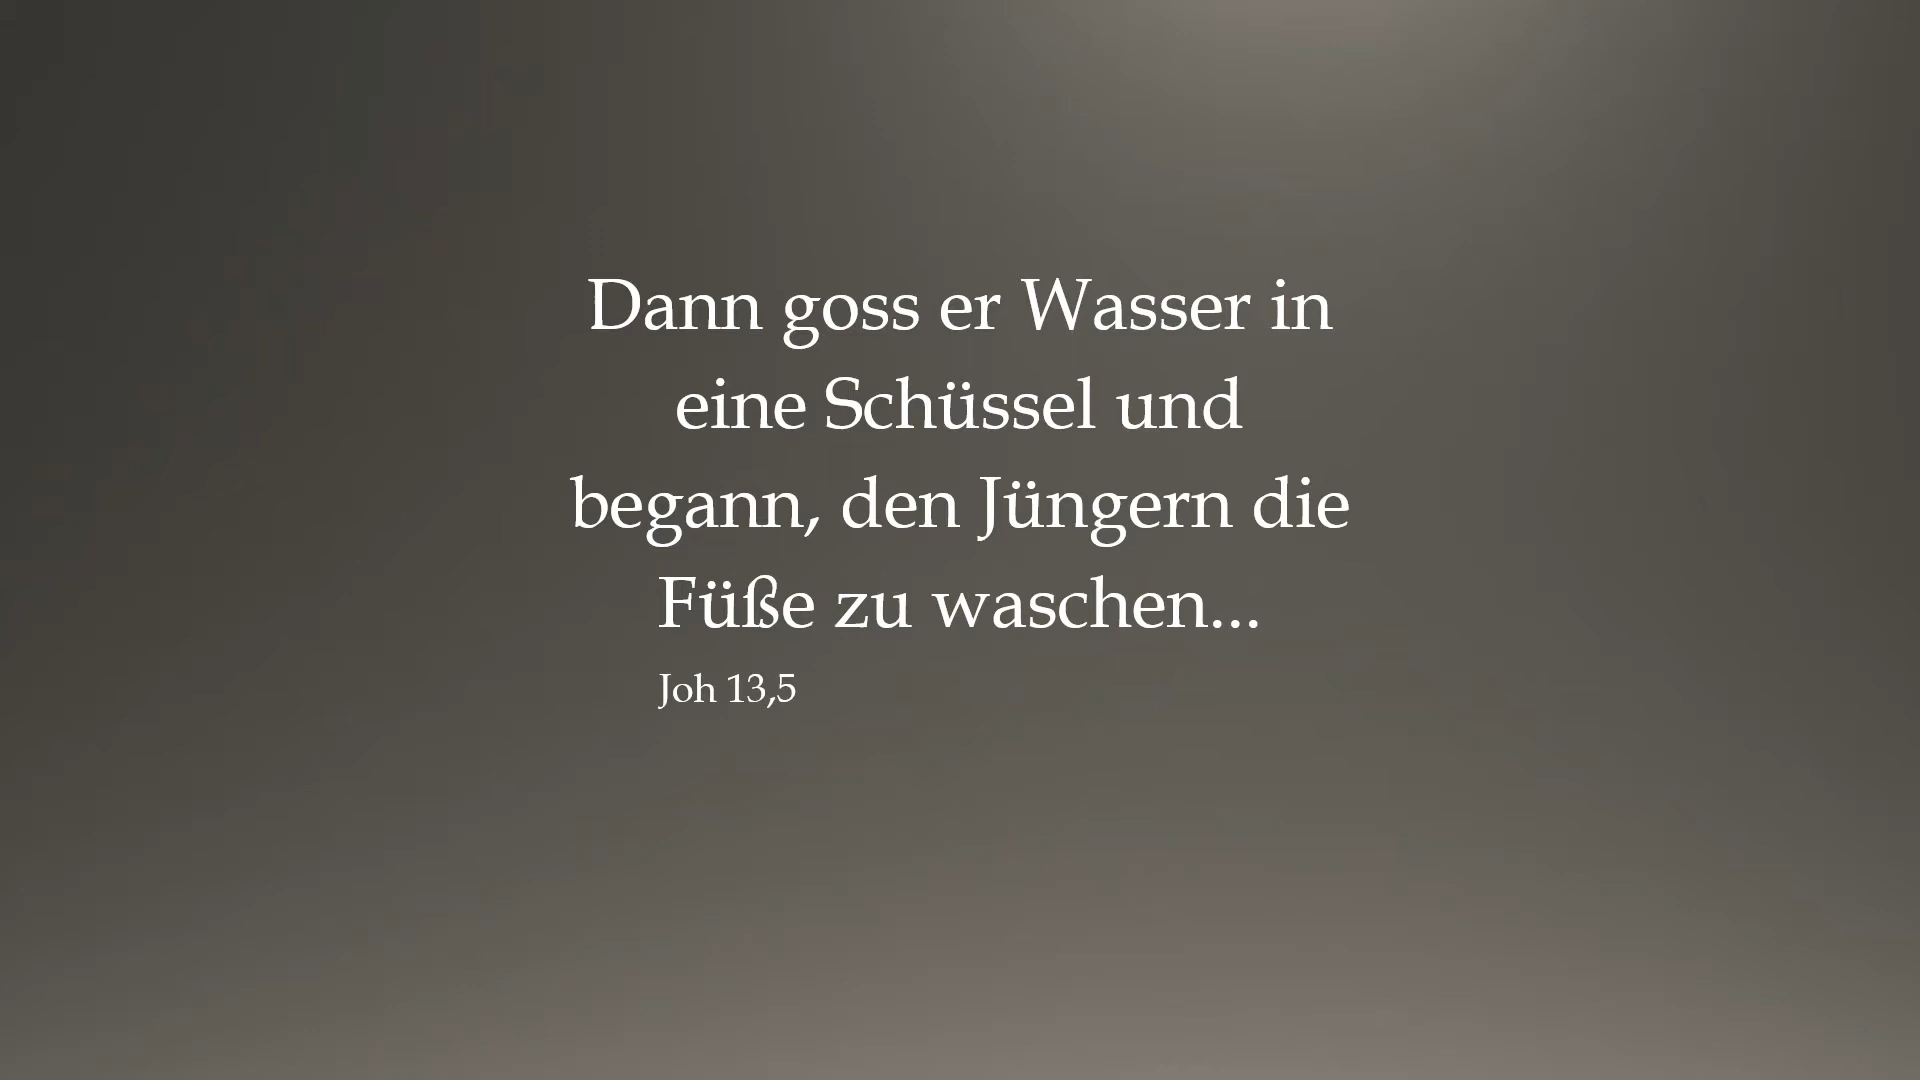 Dann goss er Wasser in
eine Schüssel und
begann, den Jüngern die
Füße zu waschen...
Joh 13,5